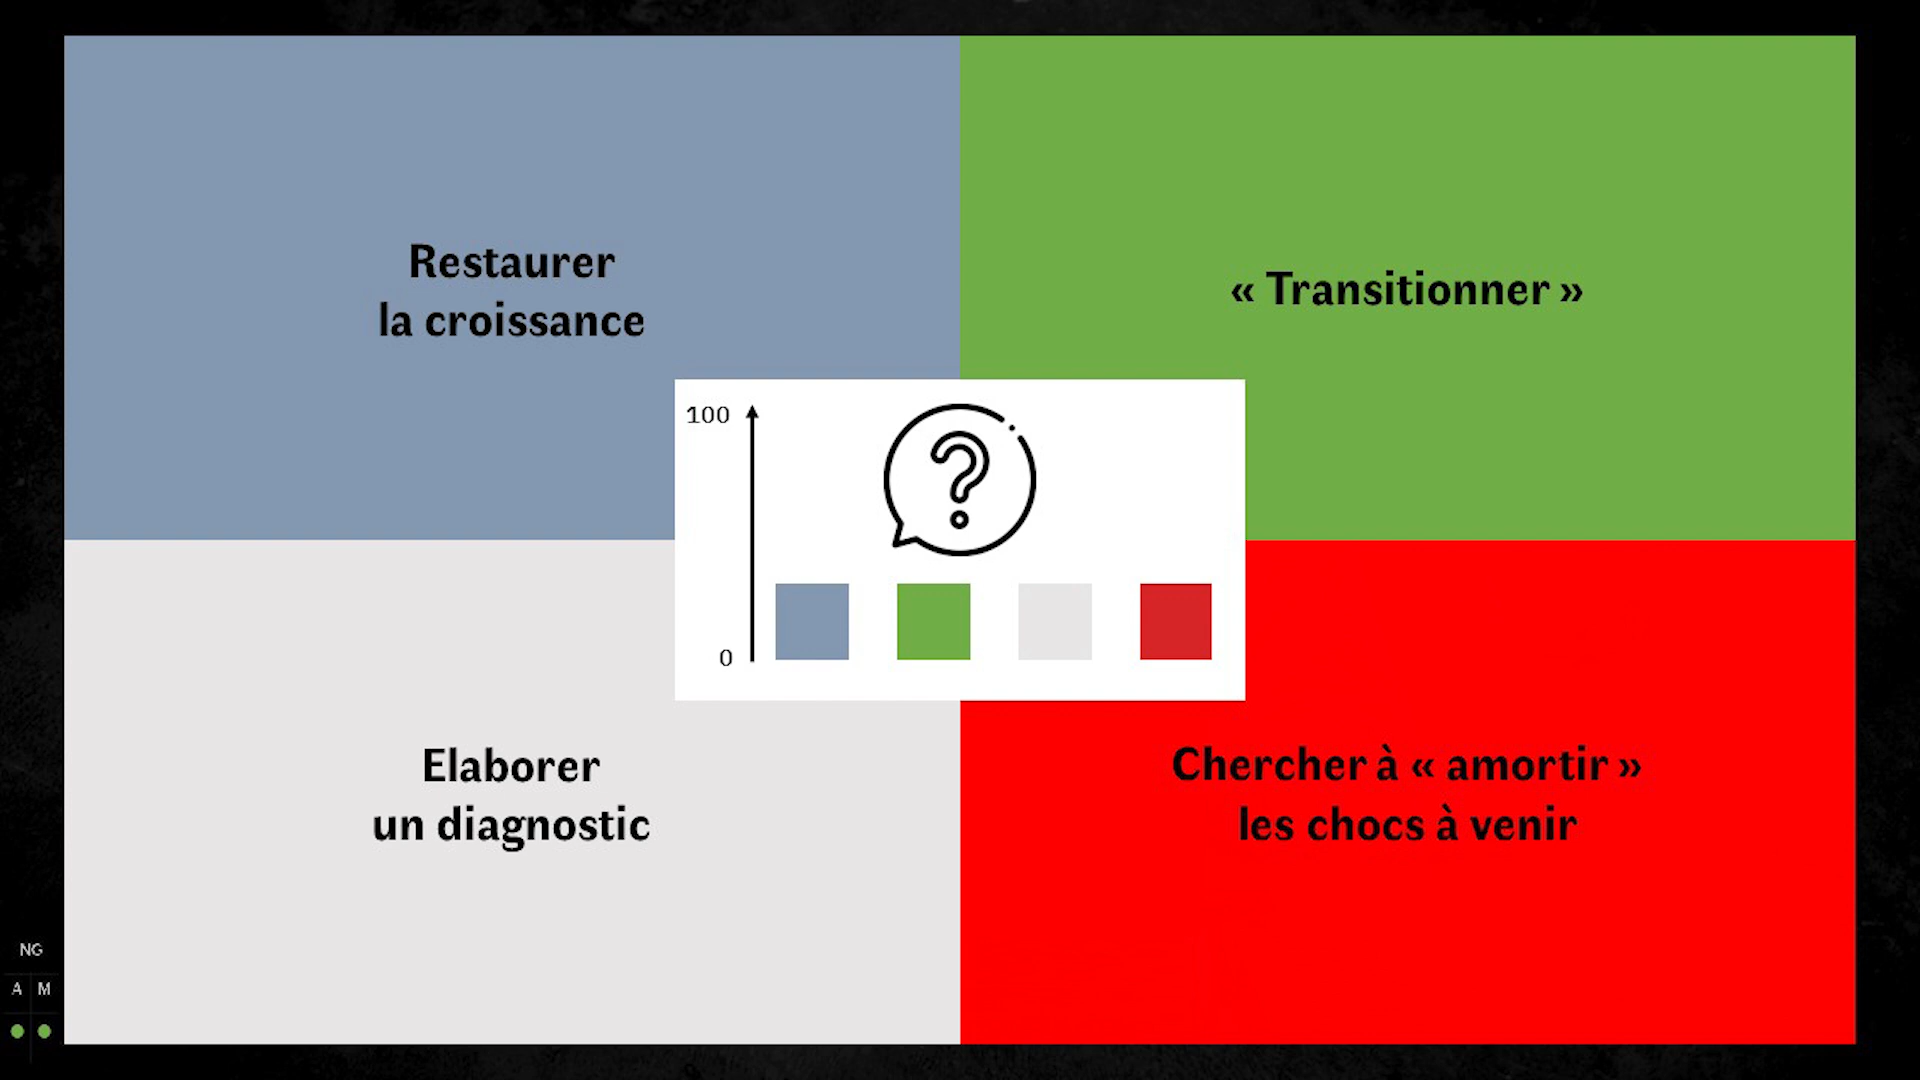 Restaurer
la croissance
« Transitionner »
100
?
0
Elaborer
un diagnostic
Chercher à « amortir »
les chocs à venir
NG
A M